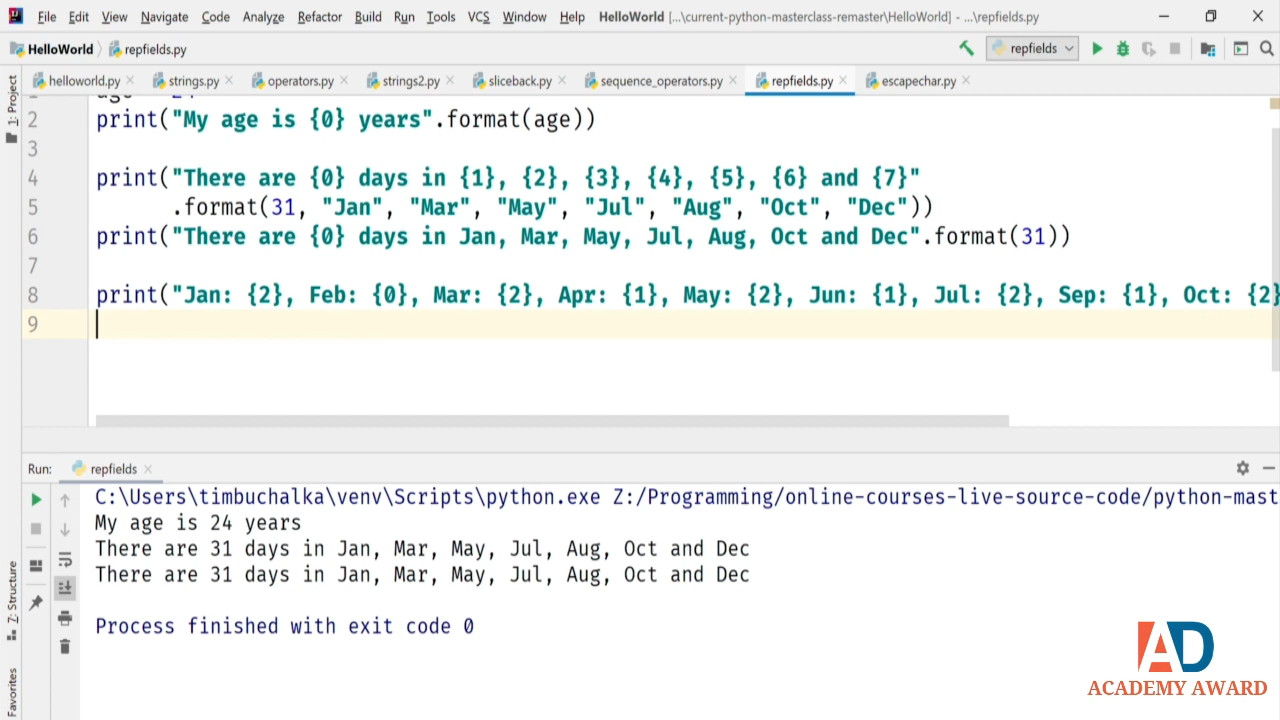 File Edit View Navigate Code Analyze Refactor Build Run Tools VCS Window Help HelloWorld [...\current-python-masterclass-remaster\HelloWorld] - ...\repfields.py
HelloWorld repfields.py repfields
helloworld.py strings.py operators.py strings2.py sliceback.py sequence_operators.py repfields.py escapechar.py
1: Project
2 print("My age is {0} years".format(age))
3
4 print("There are {0} days in {1}, {2}, {3}, {4}, {5}, {6} and {7}"
5 .format(31, "Jan", "Mar", "May", "Jul", "Aug", "Oct", "Dec"))
6 print("There are {0} days in Jan, Mar, May, Jul, Aug, Oct and Dec".format(31))
7
8 print("Jan: {2}, Feb: {0}, Mar: {2}, Apr: {1}, May: {2}, Jun: {1}, Jul: {2}, Sep: {1}, Oct: {2}
9
Run: repfields
C:\Users\timbuchalka\venv\Scripts\python.exe Z:/Programming/online-courses-live-source-code/python-mast
My age is 24 years
There are 31 days in Jan, Mar, May, Jul, Aug, Oct and Dec
There are 31 days in Jan, Mar, May, Jul, Aug, Oct and Dec
Process finished with exit code 0
Z: Structure
Favorites
AD
ACADEMY AWARD